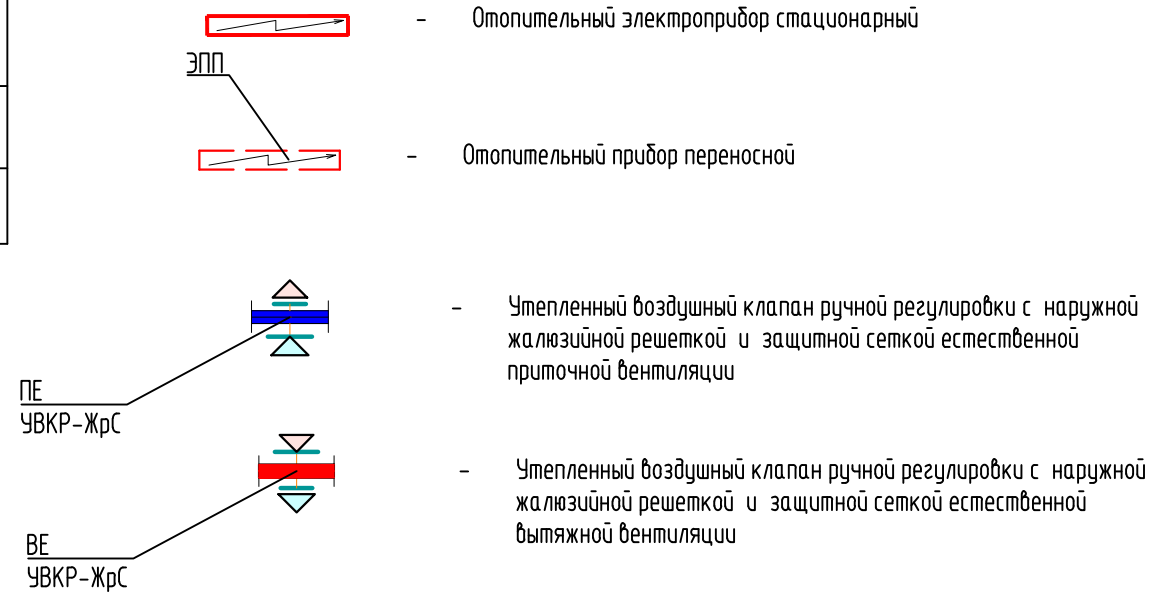 - Отопительный электроприбор стационарный
ЭПП
- Отопительный прибор переносной
- Утепленный воздушный клапан ручной регулировки с наружной
жалюзийной решеткой и защитной сеткой естественной
приточной вентиляции
ПЕ
УВКР-ЖрС
- Утепленный воздушный клапан ручной регулировки с наружной
жалюзийной решеткой и защитной сеткой естественной
вытяжной вентиляции
ВЕ
УВКР-ЖрС